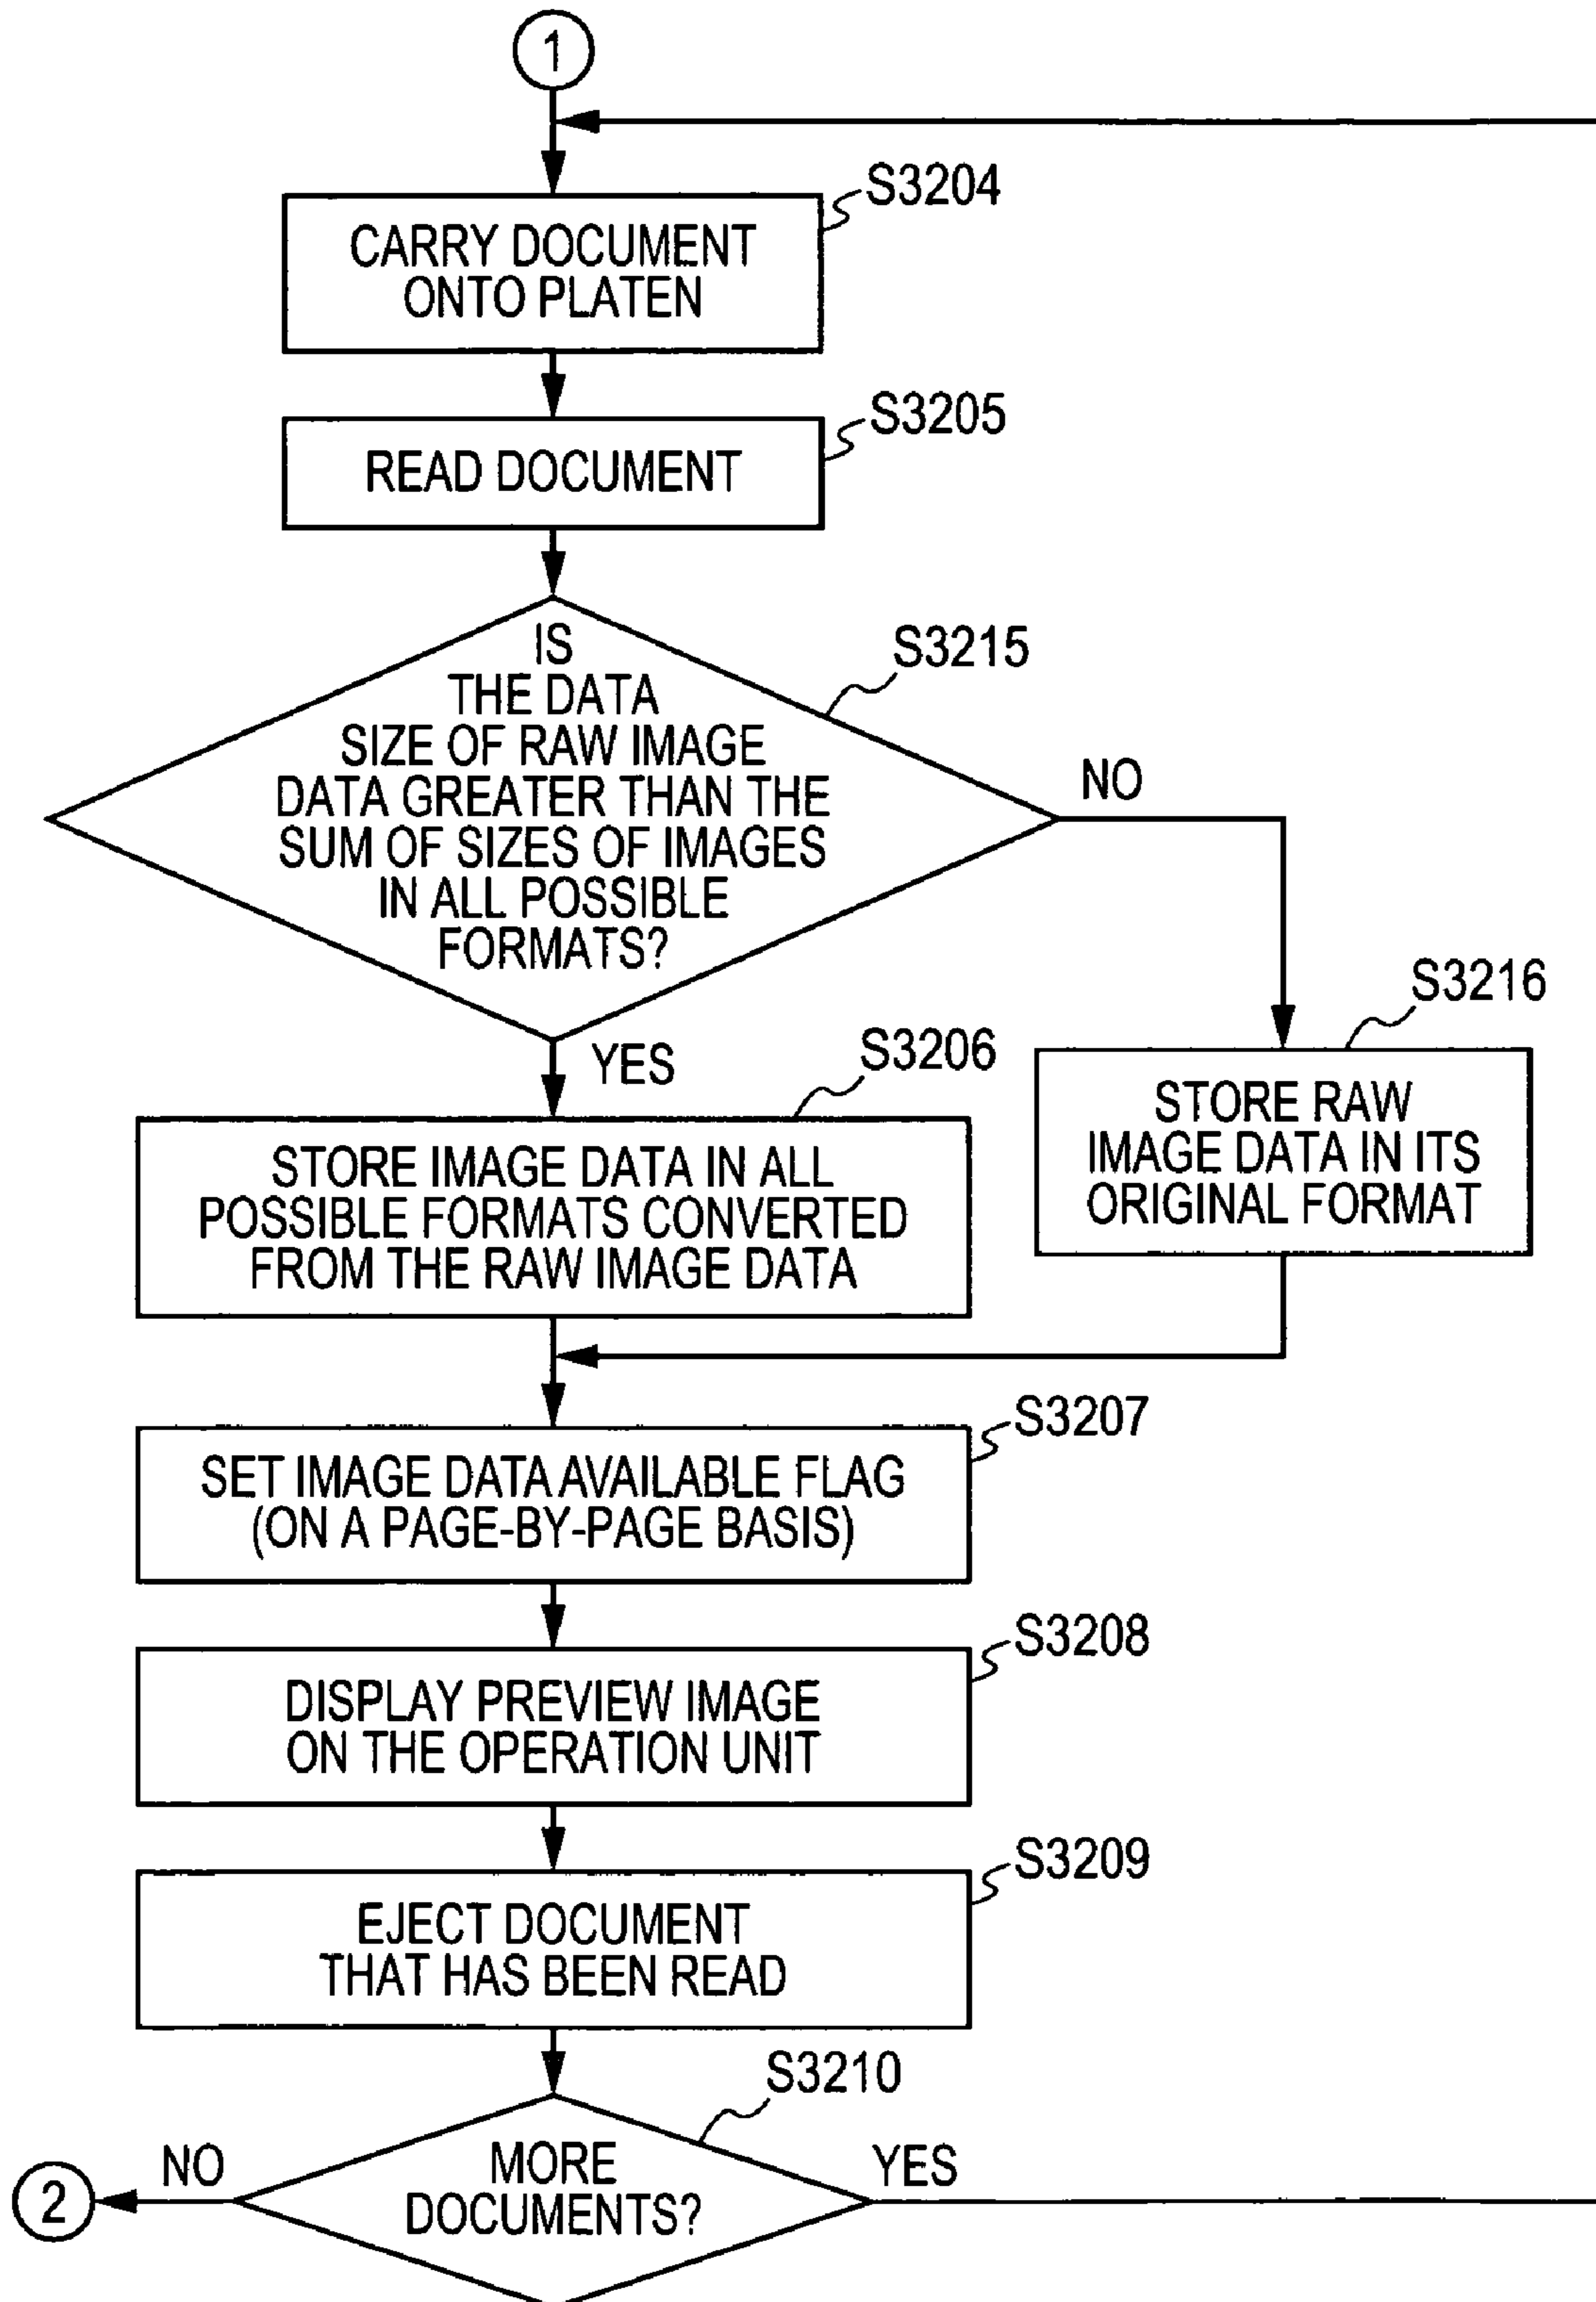 1
S3204
CARRY DOCUMENT
ONTO PLATEN
S3205
READ DOCUMENT
S3215
IS
THE DATA
SIZE OF RAW IMAGE
DATA GREATER THAN THE
SUM OF SIZES OF IMAGES
IN ALL POSSIBLE
FORMATS?
NO
YES
S3216
STORE RAW
IMAGE DATA IN ITS
ORIGINAL FORMAT
S3206
STORE IMAGE DATA IN ALL
POSSIBLE FORMATS CONVERTED
FROM THE RAW IMAGE DATA
S3207
SET IMAGE DATA AVAILABLE FLAG
(ON A PAGE-BY-PAGE BASIS)
S3208
DISPLAY PREVIEW IMAGE
ON THE OPERATION UNIT
S3209
EJECT DOCUMENT
THAT HAS BEEN READ
S3210
MORE
DOCUMENTS?
NO
YES
2